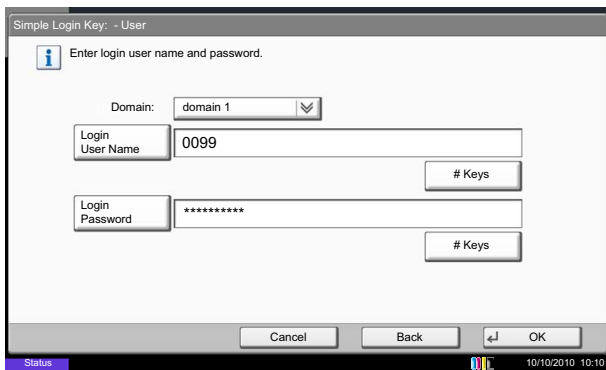 Simple Login Key: - User
Enter login user name and password.
Domain: domain 1
Login
User Name
0099
# Keys
Login
Password
**********
# Keys
Cancel Back OK
Status 10/10/2010 10:10